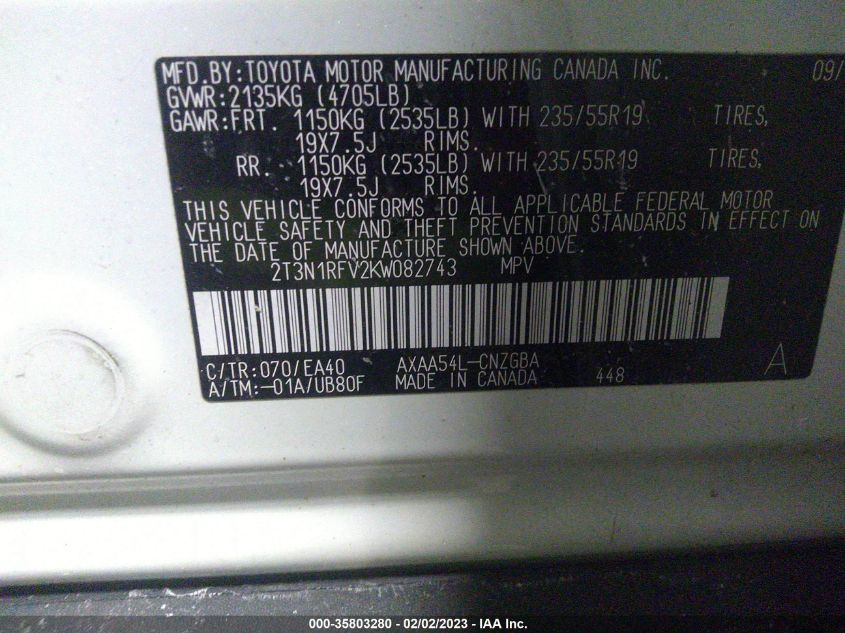 MFD.BY:TOYOTA MOTOR MANUFACTURING CANADA INC. 09/
GVWR:2135KG (4705LB)
GAWR:FRT. 1150KG (2535LB) WITH 235/55R19 TIRES,
19X7.5J RIMS.
RR. 1150KG (2535LB) WITH 235/55R19 TIRES,
19X7.5J RIMS.
THIS VEHICLE CONFORMS TO ALL APPLICABLE FEDERAL MOTOR
VEHICLE SAFETY AND THEFT PREVENTION STANDARDS IN EFFECT ON
THE DATE OF MANUFACTURE SHOWN ABOVE.
2T3N1RFV2KW082743 MPV
C/TR:070/EA40 AXAA54L-CNZGBA A
A/TM:-01A/UB80F MADE IN CANADA 448
000-35803280 - 02/02/2023 - IAA Inc.